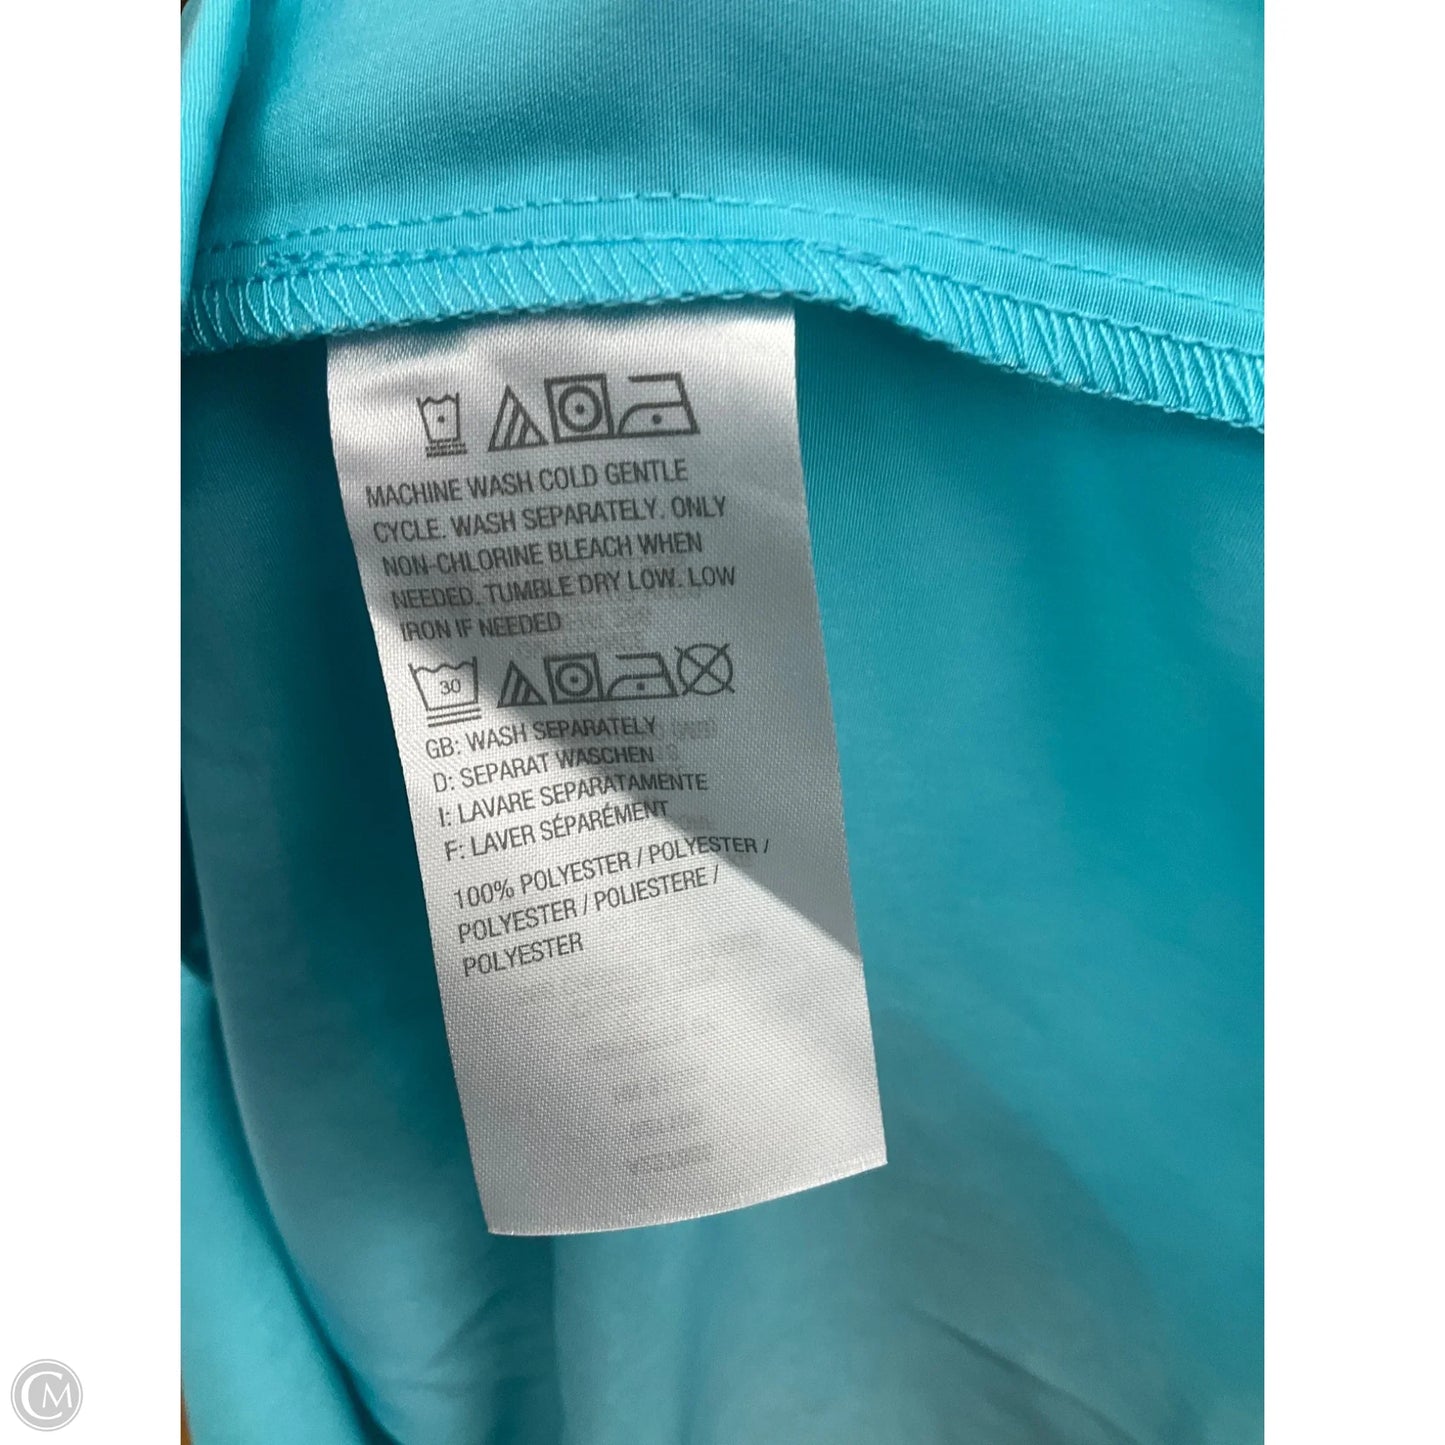 MACHINE WASH COLD GENTLE
CYCLE. WASH SEPARATELY. ONLY
NON-CHLORINE BLEACH WHEN
NEEDED. TUMBLE DRY LOW. LOW
IRON IF NEEDED
30
GB: WASH SEPARATELY
D: SEPARAT WASCHEN
I: LAVARE SEPARATAMENTE
F: LAVER SÉPARÉMENT
100% POLYESTER / POLYESTER /
POLYESTER / POLIESTERE /
POLYESTER
CM